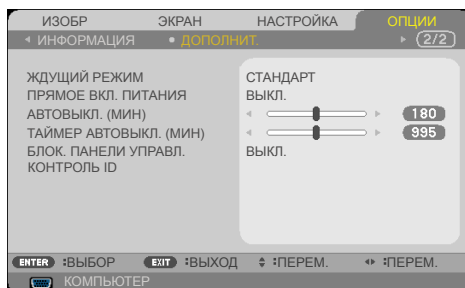 ИЗОБР ЭКРАН НАСТРОЙКА ОПЦИИ
ИНФОРМАЦИЯ • ДОПОЛНИТ. 2/2
ЖДУЩИЙ РЕЖИМ СТАНДАРТ
ПРЯМОЕ ВКЛ. ПИТАНИЯ ВЫКЛ.
АВТОВЫКЛ. (МИН) 180
ТАЙМЕР АВТОВЫКЛ. (МИН) 995
БЛОК. ПАНЕЛИ УПРАВЛ. ВЫКЛ.
КОНТРОЛЬ ID
ENTER :ВЫБОР EXIT :ВЫХОД :ПЕРЕМ. :ПЕРЕМ.
КОМПЬЮТЕР